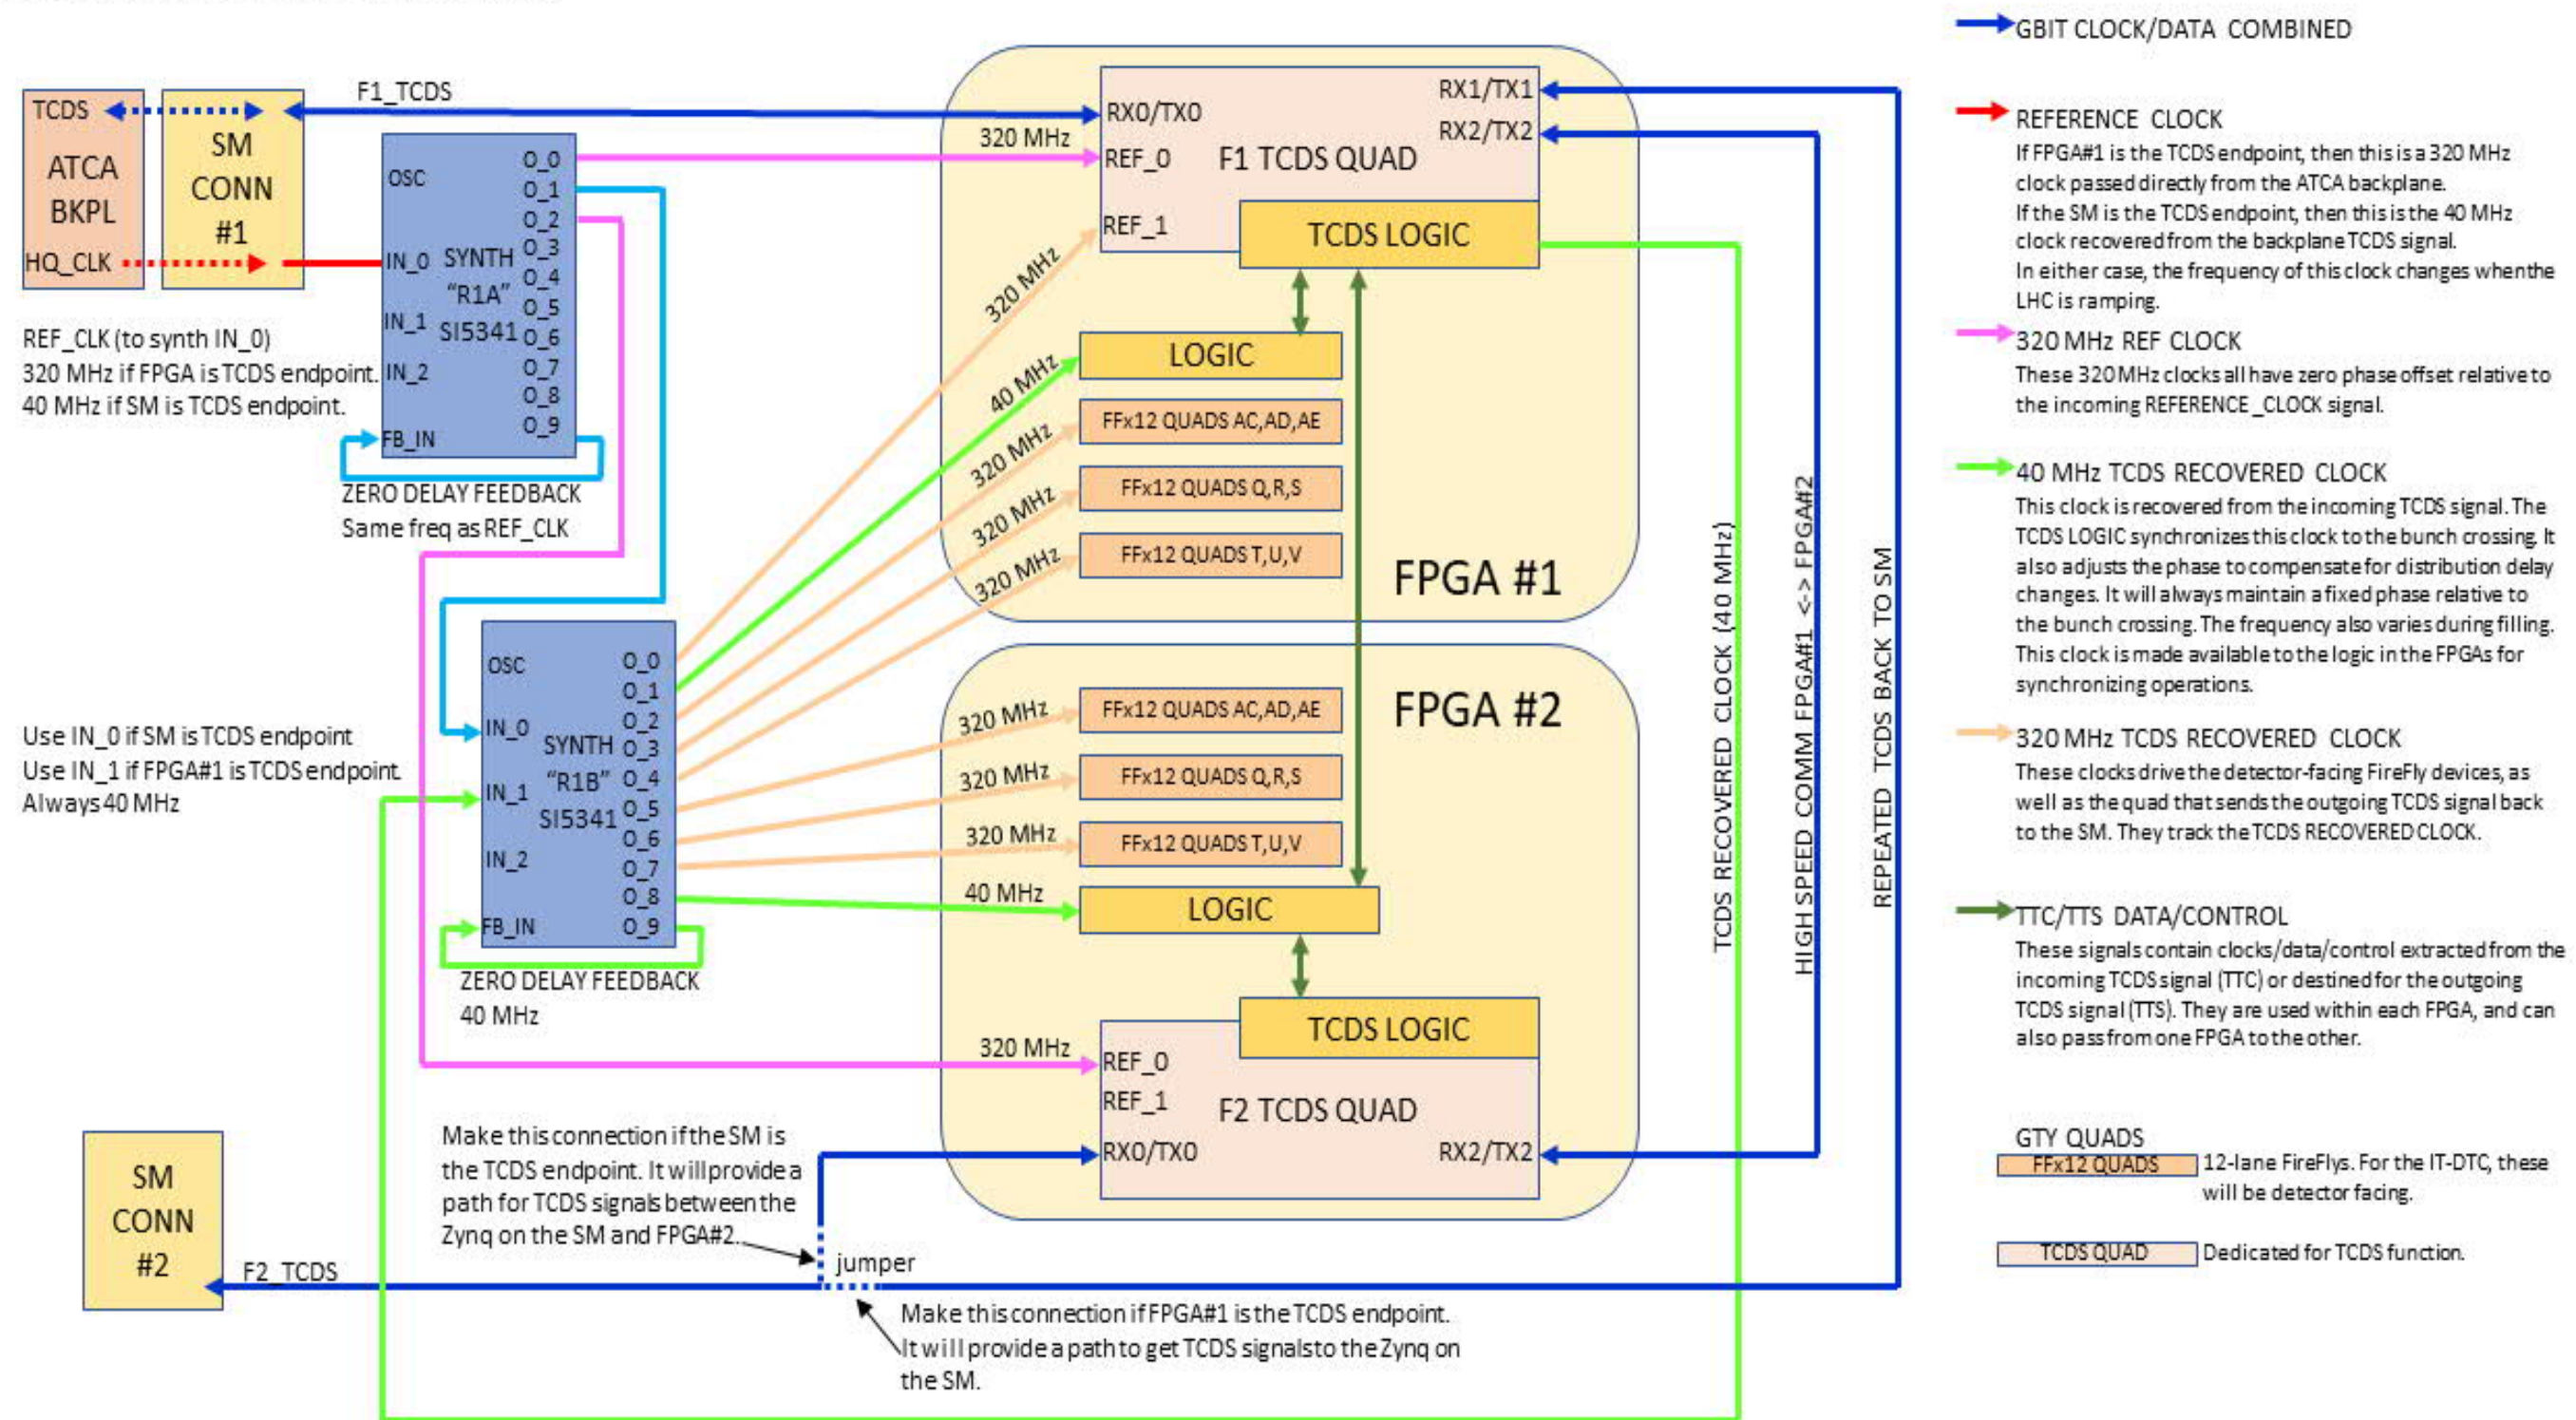 F1_TCDS
TCDS
ATCA
BKPL
HQ_CLK
SM
CONN
#1
REF_CLK (to synth IN_0)
320 MHz if FPGA is TCDS endpoint.
40 MHz if SM is TCDS endpoint.
OSC
IN_0
IN_1
IN_2
FB_IN
SYNTH
"R1A"
SI5341
O_0
O_1
O_2
O_3
O_4
O_5
O_6
O_7
O_8
O_9
ZERO DELAY FEEDBACK
Same freq as REF_CLK
Use IN_0 if SM is TCDS endpoint
Use IN_1 if FPGA#1 is TCDS endpoint.
Always 40 MHz
OSC
IN_0
IN_1
IN_2
FB_IN
SYNTH
"R1B"
SI5341
O_0
O_1
O_2
O_3
O_4
O_5
O_6
O_7
O_8
O_9
ZERO DELAY FEEDBACK
40 MHz
320 MHz
320 MHz
40 MHz
320 MHz
320 MHz
320 MHz
RX0/TX0
REF_0
REF_1
RX1/TX1
RX2/TX2
F1 TCDS QUAD
TCDS LOGIC
LOGIC
FFx12 QUADS AC,AD,AE
FFx12 QUADS Q,R,S
FFx12 QUADS T,U,V
FPGA #1
FPGA #2
320 MHz
320 MHz
320 MHz
40 MHz
320 MHz
FFx12 QUADS AC,AD,AE
FFx12 QUADS Q,R,S
FFx12 QUADS T,U,V
LOGIC
TCDS LOGIC
REF_0
REF_1
RX0/TX0
F2 TCDS QUAD
RX2/TX2
TCDS RECOVERED CLOCK (40 MHz)
HIGH SPEED COMM FPGA#1 <-> FPGA#2
REPEATED TCDS BACK TO SM
SM
CONN
#2
F2_TCDS
Make this connection if the SM is
the TCDS endpoint. It will provide a
path for TCDS signals between the
Zynq on the SM and FPGA#2.
jumper
Make this connection if FPGA#1 is the TCDS endpoint.
It will provide a path to get TCDS signals to the Zynq on
the SM.
GBIT CLOCK/DATA COMBINED
REFERENCE CLOCK
If FPGA#1 is the TCDS endpoint, then this is a 320 MHz
clock passed directly from the ATCA backplane.
If the SM is the TCDS endpoint, then this is the 40 MHz
clock recovered from the backplane TCDS signal.
In either case, the frequency of this clock changes when the
LHC is ramping.
320 MHz REF CLOCK
These 320 MHz clocks all have zero phase offset relative to
the incoming REFERENCE_CLOCK signal.
40 MHz TCDS RECOVERED CLOCK
This clock is recovered from the incoming TCDS signal. The
TCDS LOGIC synchronizes this clock to the bunch crossing. It
also adjusts the phase to compensate for distribution delay
changes. It will always maintain a fixed phase relative to
the bunch crossing. The frequency also varies during filling.
This clock is made available to the logic in the FPGAs for
synchronizing operations.
320 MHz TCDS RECOVERED CLOCK
These clocks drive the detector-facing FireFly devices, as
well as the quad that sends the outgoing TCDS signal back
to the SM. They track the TCDS RECOVERED CLOCK.
TTC/TTS DATA/CONTROL
These signals contain clocks/data/control extracted from the
incoming TCDS signal (TTC) or destined for the outgoing
TCDS signal (TTS). They are used within each FPGA, and can
also pass from one FPGA to the other.
GTY QUADS
FFx12 QUADS
12-lane FireFlys. For the IT-DTC, these
will be detector facing.
TCDS QUAD
Dedicated for TCDS function.